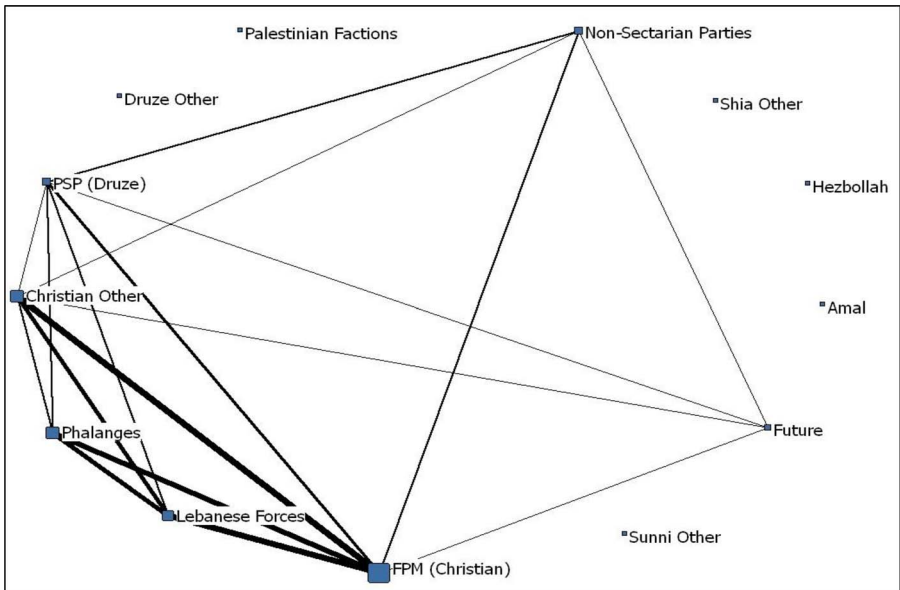 Palestinian Factions
Non-Sectarian Parties
Druze Other
Shia Other
PSP (Druze)
Hezbollah
Christian Other
Amal
Phalanges
Future
Lebanese Forces
Sunni Other
FPM (Christian)